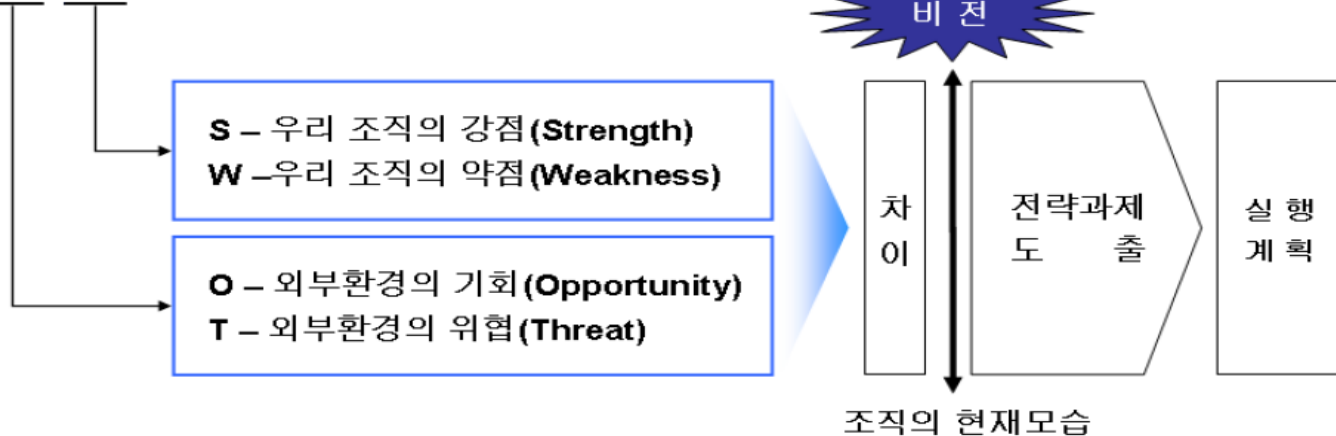 비 전
S – 우리 조직의 강점(Strength)
W –우리 조직의 약점(Weakness)
O – 외부환경의 기회(Opportunity)
T – 외부환경의 위협(Threat)
차
이
전략과제
도 출
실 행
계 획
조직의 현재모습